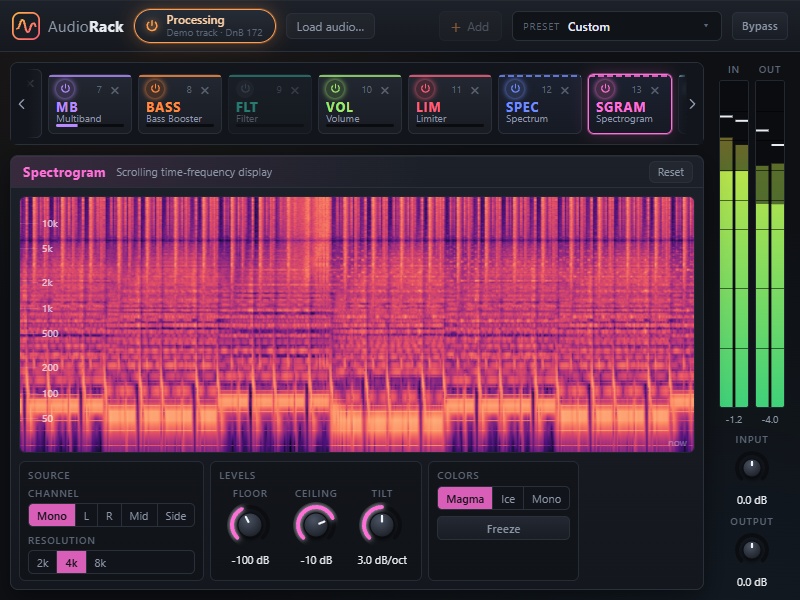 AudioRack
Processing
Demo track · DnB 172
Load audio...
+ Add
PRESET Custom
Bypass
7
MB
Multiband
8
BASS
Bass Booster
9
FLT
Filter
10
VOL
Volume
11
LIM
Limiter
12
SPEC
Spectrum
13
SGRAM
Spectrogram
IN OUT
Spectrogram Scrolling time-frequency display
Reset
10k
5k
2k
1k
500
200
100
50
now
-1.2 -4.0
INPUT
0.0 dB
OUTPUT
0.0 dB
SOURCE
CHANNEL
Mono L R Mid Side
RESOLUTION
2k 4k 8k
LEVELS
FLOOR CEILING TILT
-100 dB -10 dB 3.0 dB/oct
COLORS
Magma Ice Mono
Freeze